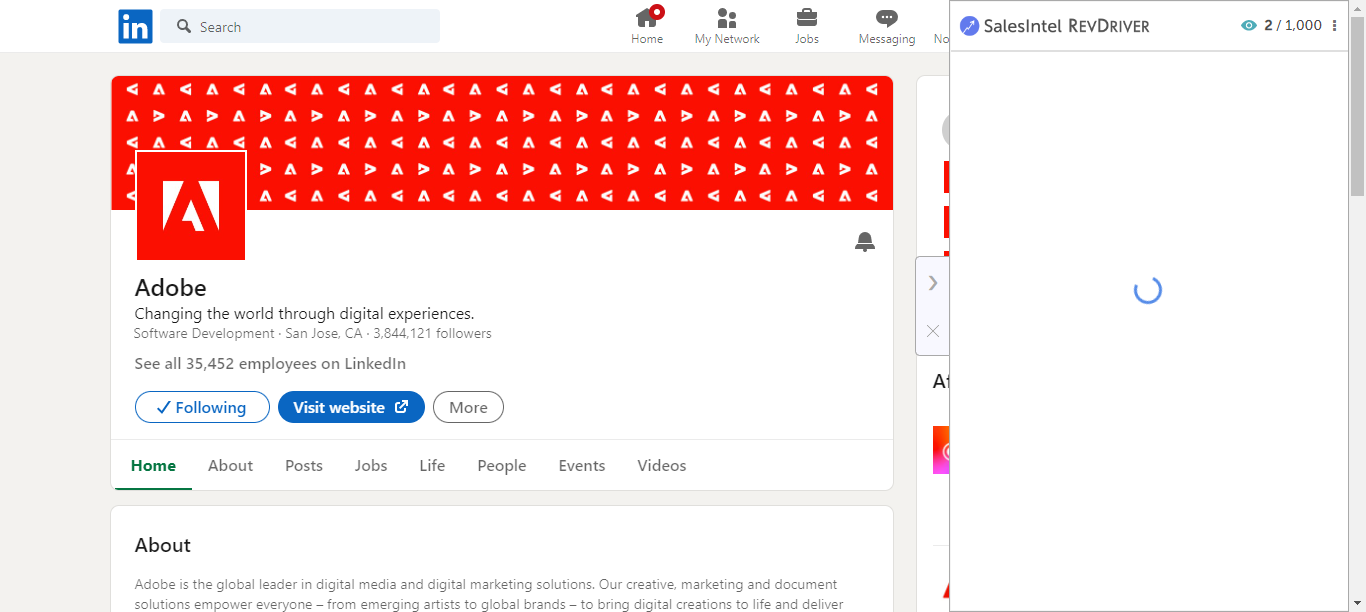 in
Search
Home
My Network
Jobs
Messaging
No
SalesIntel REVDRIVER
2 / 1,000
Adobe
Changing the world through digital experiences.
Software Development · San Jose, CA · 3,844,121 followers
See all 35,452 employees on LinkedIn
Following
Visit website
More
Home
About
Posts
Jobs
Life
People
Events
Videos
About
Adobe is the global leader in digital media and digital marketing solutions. Our creative, marketing and document
solutions empower everyone – from emerging artists to global brands – to bring digital creations to life and deliver